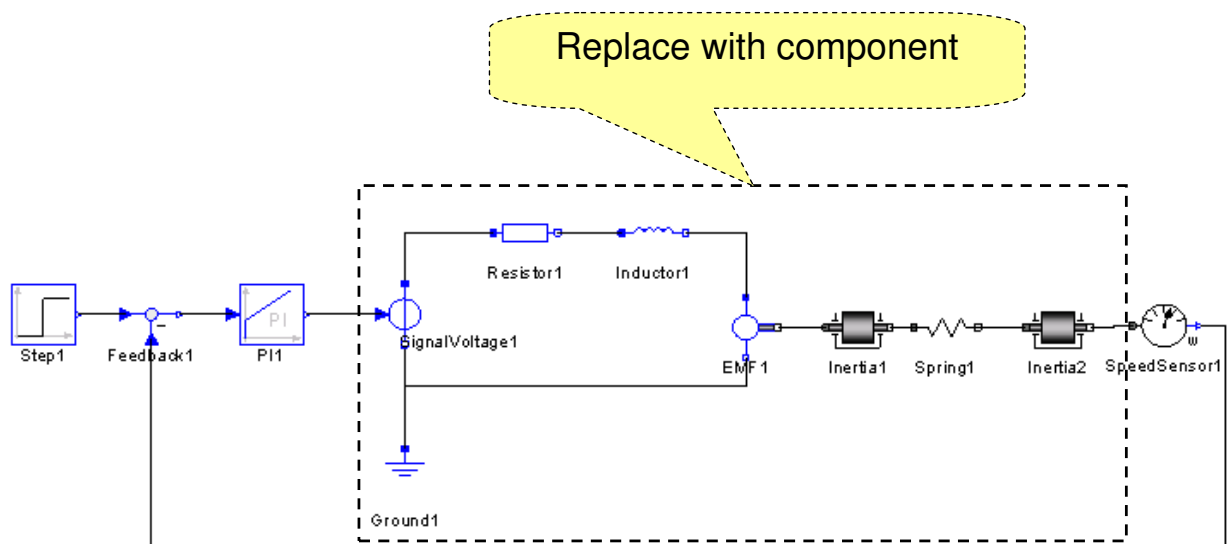 Replace with component
Resistor1
Inductor1
PI
Step1
Feedback1
PI1
SignalVoltage1
EMF1
Inertia1
Spring1
Inertia2
w
SpeedSensor1
Ground1